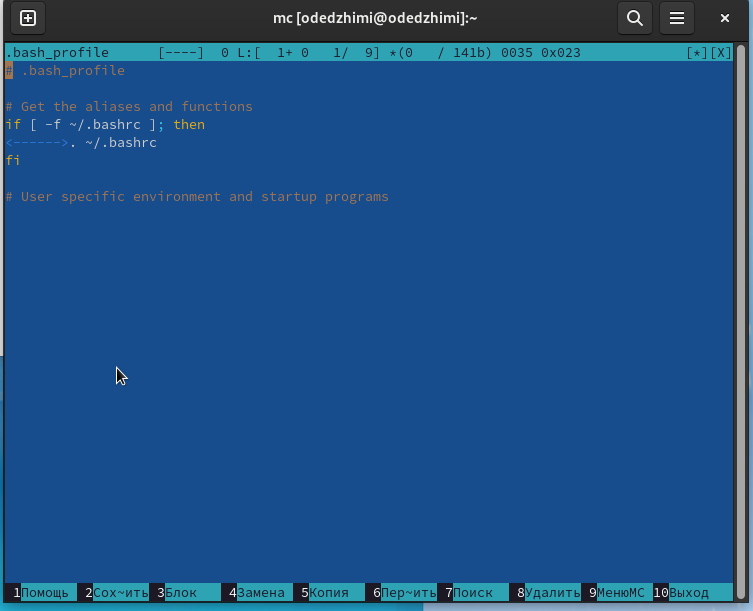 mc [odedzhimi@odedzhimi]:~
.bash_profile      [----]  0 L:[  1+ 0   1/  9] *(0   / 141b) 0035 0x023             [*][X]
# .bash_profile
# Get the aliases and functions
if [ -f ~/.bashrc ]; then
<------>. ~/.bashrc
fi
# User specific environment and startup programs
1Помощь 2Сох~ить 3Блок 4Замена 5Копия 6Пер~ить 7Поиск 8Удалить 9МенюMC 10Выход